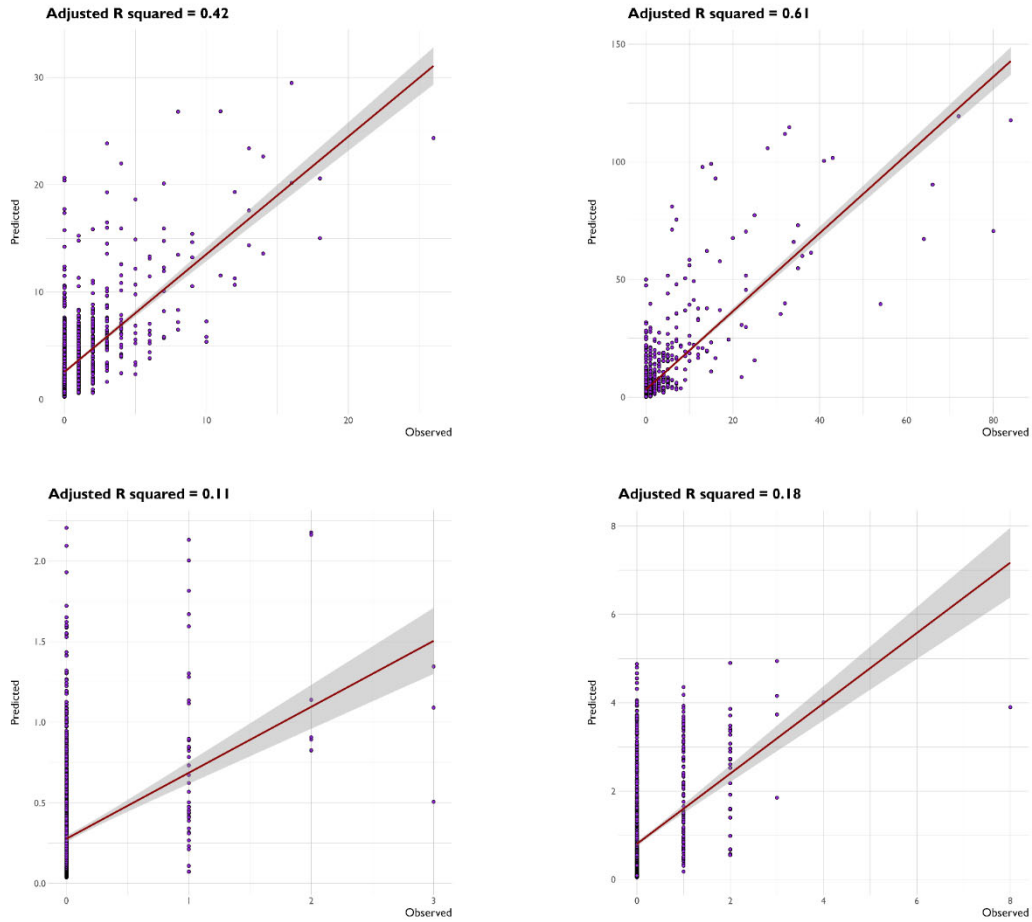 Adjusted R squared = 0.42
30
20
10
0
Predicted
0 10 20
Observed
Adjusted R squared = 0.61
150
100
50
0
Predicted
0 20 40 60 80
Observed
Adjusted R squared = 0.11
2.0
1.5
1.0
0.5
0.0
Predicted
0 1 2 3
Observed
Adjusted R squared = 0.18
8
6
4
2
0
Predicted
0 2 4 6 8
Observed